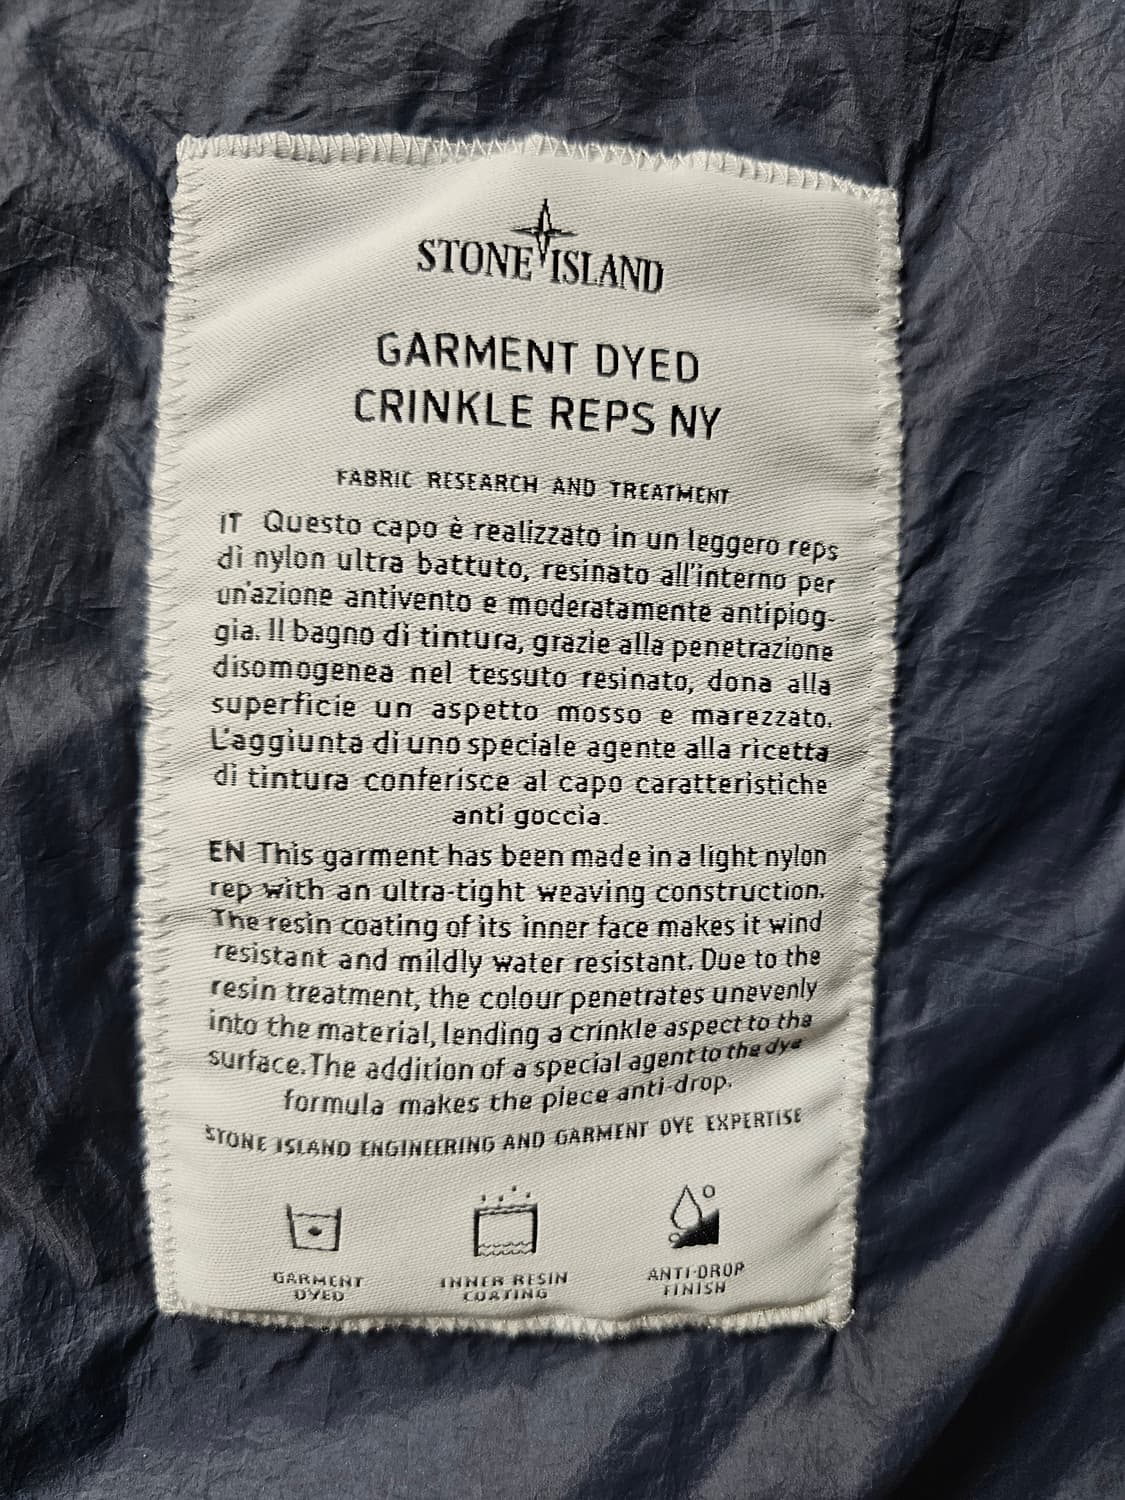 STONE ISLAND
GARMENT DYED
CRINKLE REPS NY
FABRIC RESEARCH AND TREATMENT
IT Questo capo è realizzato in un leggero reps
di nylon ultra battuto, resinato all'interno per
un'azione antivento e moderatamente antipiog-
gia. Il bagno di tintura, grazie alla penetrazione
disomogenea nel tessuto resinato, dona alla
superficie un aspetto mosso e marezzato.
L'aggiunta di uno speciale agente alla ricetta
di tintura conferisce al capo caratteristiche
anti goccia.
EN This garment has been made in a light nylon
rep with an ultra-tight weaving construction.
The resin coating of its inner face makes it wind
resistant and mildly water resistant. Due to the
resin treatment, the colour penetrates unevenly
into the material, lending a crinkle aspect to the
surface.The addition of a special agent to the dye
formula makes the piece anti-drop.
STONE ISLAND ENGINEERING AND GARMENT DYE EXPERTISE
GARMENT DYED
INNER RESIN COATING
ANTI-DROP FINISH